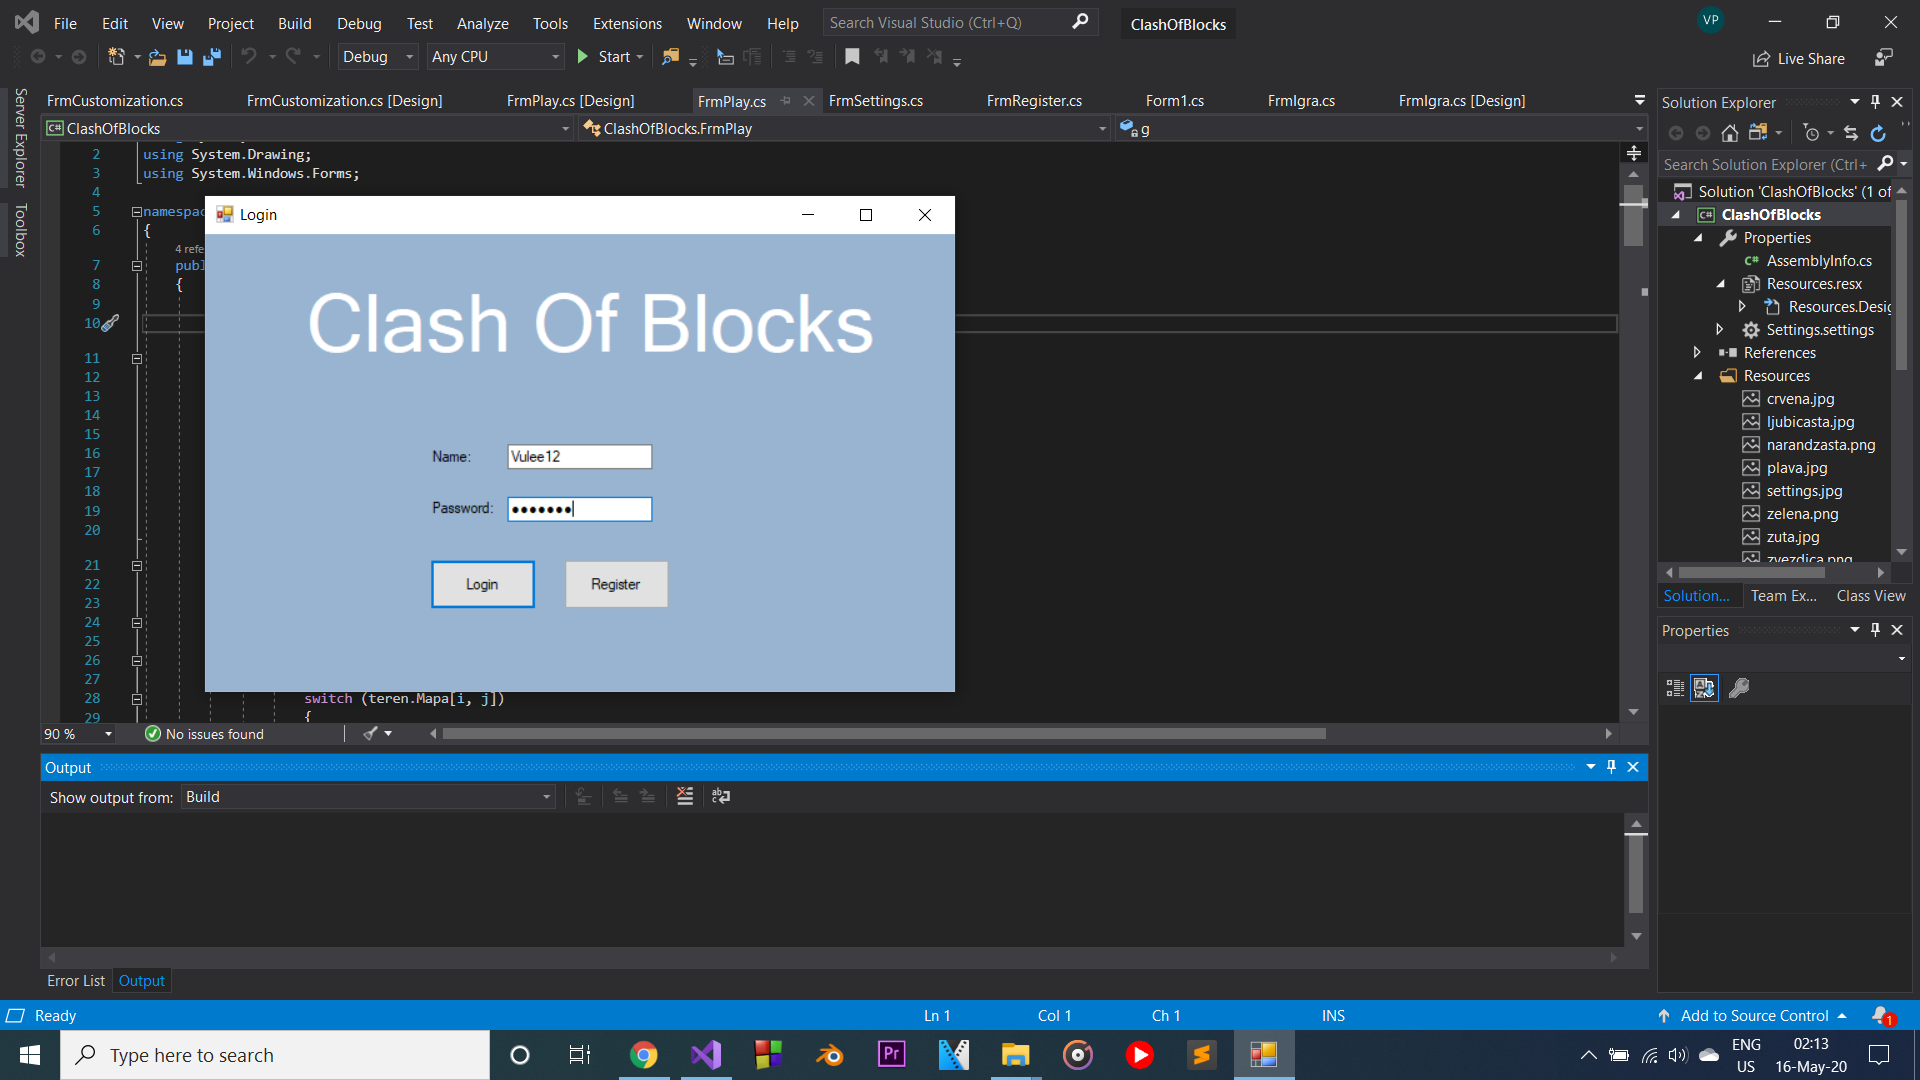 File Edit View Project Build Debug Test Analyze Tools Extensions Window Help Search Visual Studio (Ctrl+Q) ClashOfBlocks VP
Debug Any CPU Start Live Share
Server Explorer
Toolbox
FrmCustomization.cs FrmCustomization.cs [Design] FrmPlay.cs [Design] FrmPlay.cs FrmSettings.cs FrmRegister.cs Form1.cs FrmIgra.cs FrmIgra.cs [Design]
ClashOfBlocks ClashOfBlocks.FrmPlay g
2 using System.Drawing;
3 using System.Windows.Forms;
4
5 namespac
6 {
4 refe
7 publ
8 {
9
10
11
12
13
14
15
16
17
18
19
20
21
22
23
24
25
26
27
28 switch (teren.Mapa[i, j])
29 {
Login
Clash Of Blocks
Name: Vulee12
Password: •••••••
Login Register
90 % No issues found
Output
Show output from: Build
Error List Output
Solution Explorer
Search Solution Explorer (Ctrl+
Solution 'ClashOfBlocks' (1 of
C# ClashOfBlocks
Properties
C# AssemblyInfo.cs
Resources.resx
Resources.Desig
Settings.settings
References
Resources
crvena.jpg
ljubicasta.jpg
narandzasta.png
plava.jpg
settings.jpg
zelena.png
zuta.jpg
zvezdica.png
Solution... Team Ex... Class View
Properties
Ready Ln 1 Col 1 Ch 1 INS Add to Source Control 1
Type here to search
Pr
ENG
US
02:13
16-May-20